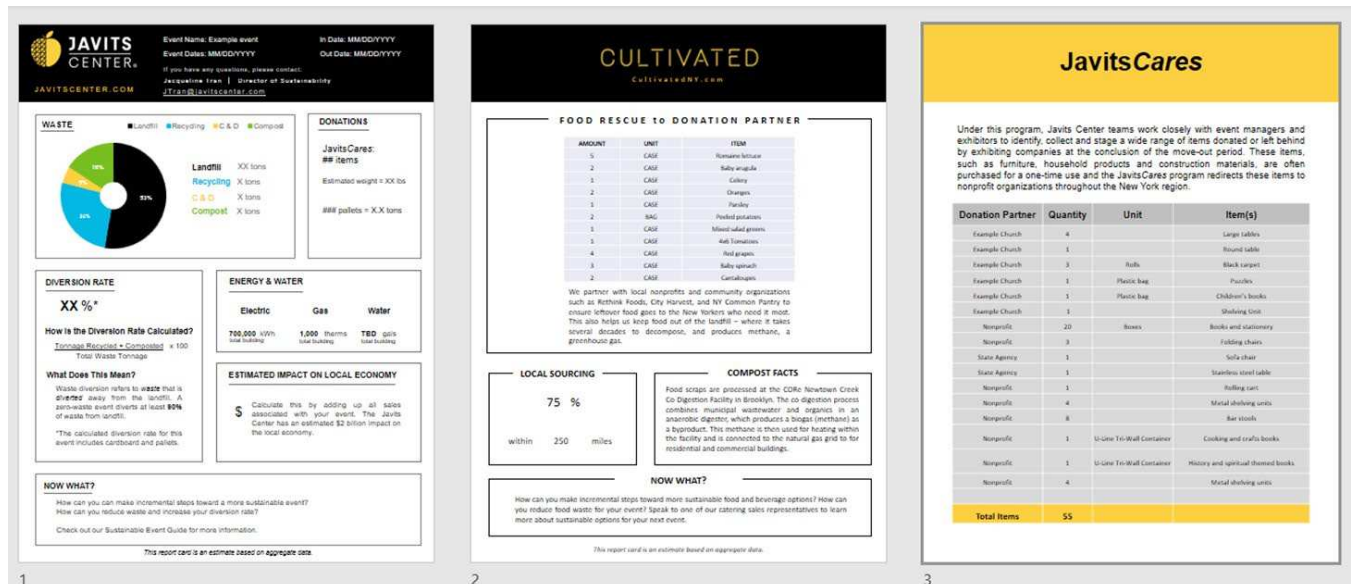 JAVITS
CENTER®
JAVITSCENTER.COM
Event Name: Example event
In Date: MM/DD/YYYY
Event Dates: MM/DD/YYYY
Out Date: MM/DD/YYYY
If you have any questions, please contact:
Jacqueline Tran | Director of Sustainability
JTran@javitscenter.com
WASTE
Landfill Recycling C & D Compost
53%
Landfill XX tons
Recycling X tons
C & D X tons
Compost X tons
DONATIONS
JavitsCares:
## items
Estimated weight = XX lbs
### pallets = X.X tons
DIVERSION RATE
XX %*
How is the Diversion Rate Calculated?
Tonnage Recycled + Composted x 100
Total Waste Tonnage
What Does This Mean?
Waste diversion refers to waste that is
diverted away from the landfill. A
zero-waste event diverts at least 90%
of waste from landfill.
*The calculated diversion rate for this
event includes cardboard and pallets.
ENERGY & WATER
Electric Gas Water
700,000 kWh 1,000 therms TBD gals
total building total building total building
ESTIMATED IMPACT ON LOCAL ECONOMY
$ Calculate this by adding up all sales
associated with your event. The Javits
Center has an estimated $2 billion impact on
the local economy.
NOW WHAT?
How can you can make incremental steps toward a more sustainable event?
How can you reduce waste and increase your diversion rate?
Check out our Sustainable Event Guide for more information.
This report card is an estimate based on aggregate data.
1
CULTIVATED
CultivatedNY.com
FOOD RESCUE to DONATION PARTNER
AMOUNT UNIT ITEM
5 CASE Romaine lettuce
2 CASE Baby arugula
1 CASE Celery
2 CASE Oranges
1 CASE Parsley
2 BAG Peeled potatoes
1 CASE Mixed salad greens
1 CASE 4x6 Tomatoes
4 CASE Red grapes
3 CASE Baby spinach
2 CASE Cantaloupes
We partner with local nonprofits and community organizations
such as Rethink Foods, City Harvest, and NY Common Pantry to
ensure leftover food goes to the New Yorkers who need it most.
This also helps us keep food out of the landfill – where it takes
several decades to decompose, and produces methane, a
greenhouse gas.
LOCAL SOURCING
75 %
within 250 miles
COMPOST FACTS
Food scraps are processed at the CORe Newtown Creek
Co Digestion Facility in Brooklyn. The co digestion process
combines municipal wastewater and organics in an
anaerobic digester, which produces a biogas (methane) as
a byproduct. This methane is then used for heating within
the facility and is connected to the natural gas grid to for
residential and commercial buildings.
NOW WHAT?
How can you make incremental steps toward more sustainable food and beverage options? How can
you reduce food waste for your event? Speak to one of our catering sales representatives to learn
more about sustainable options for your next event.
This report card is an estimate based on aggregate data.
2
JavitsCares
Under this program, Javits Center teams work closely with event managers and
exhibitors to identify, collect and stage a wide range of items donated or left behind
by exhibiting companies at the conclusion of the move-out period. These items,
such as furniture, household products and construction materials, are often
purchased for a one-time use and the JavitsCares program redirects these items to
nonprofit organizations throughout the New York region.
Donation Partner Quantity Unit Item(s)
Example Church 4 Large tables
Example Church 1 Round table
Example Church 3 Rolls Black carpet
Example Church 1 Plastic bag Puzzles
Example Church 1 Plastic bag Children's books
Example Church 1 Shelving Unit
Nonprofit 20 Boxes Books and stationery
Nonprofit 3 Folding chairs
State Agency 1 Sofa chair
State Agency 1 Stainless steel table
Nonprofit 1 Rolling cart
Nonprofit 4 Metal shelving units
Nonprofit 8 Bar stools
Nonprofit 1 U-Line Tri-Wall Container Cooking and crafts books
Nonprofit 1 U-Line Tri-Wall Container History and spiritual themed books
Nonprofit 4 Metal shelving units
Total Items 55
3